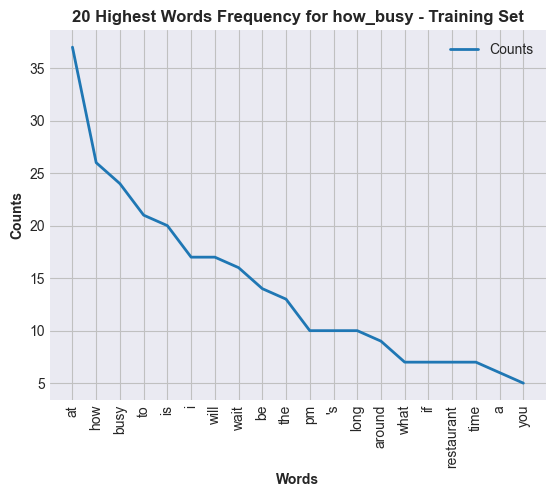 20 Highest Words Frequency for how_busy - Training Set
Counts
35
30
25
20
15
10
5
Counts
at
how
busy
to
is
i
will
wait
be
the
pm
's
long
around
what
if
restaurant
time
a
you
Words